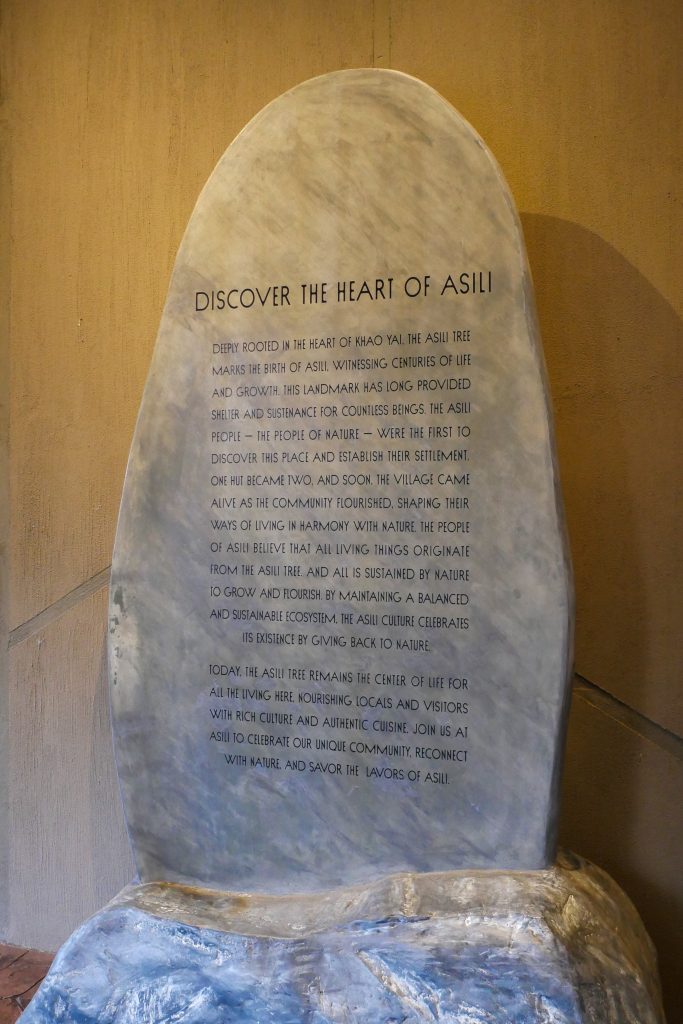 DISCOVER THE HEART OF ASILI
DEEPLY ROOTED IN THE HEART OF KHAO YAI, THE ASILI TREE
MARKS THE BIRTH OF ASILI, WITNESSING CENTURIES OF LIFE
AND GROWTH. THIS LANDMARK HAS LONG PROVIDED
SHELTER AND SUSTENANCE FOR COUNTLESS BEINGS. THE ASILI
PEOPLE – THE PEOPLE OF NATURE – WERE THE FIRST TO
DISCOVER THIS PLACE AND ESTABLISH THEIR SETTLEMENT.
ONE HUT BECAME TWO, AND SOON, THE VILLAGE CAME
ALIVE AS THE COMMUNITY FLOURISHED, SHAPING THEIR
WAYS OF LIVING IN HARMONY WITH NATURE. THE PEOPLE
OF ASILI BELIEVE THAT ALL LIVING THINGS ORIGINATE
FROM THE ASILI TREE, AND ALL IS SUSTAINED BY NATURE
TO GROW AND FLOURISH. BY MAINTAINING A BALANCED
AND SUSTAINABLE ECOSYSTEM, THE ASILI CULTURE CELEBRATES
ITS EXISTENCE BY GIVING BACK TO NATURE.
TODAY, THE ASILI TREE REMAINS THE CENTER OF LIFE FOR
ALL THE LIVING HERE, NOURISHING LOCALS AND VISITORS
WITH RICH CULTURE AND AUTHENTIC CUISINE. JOIN US AT
ASILI TO CELEBRATE OUR UNIQUE COMMUNITY, RECONNECT
WITH NATURE, AND SAVOR THE LAVORS OF ASILI.